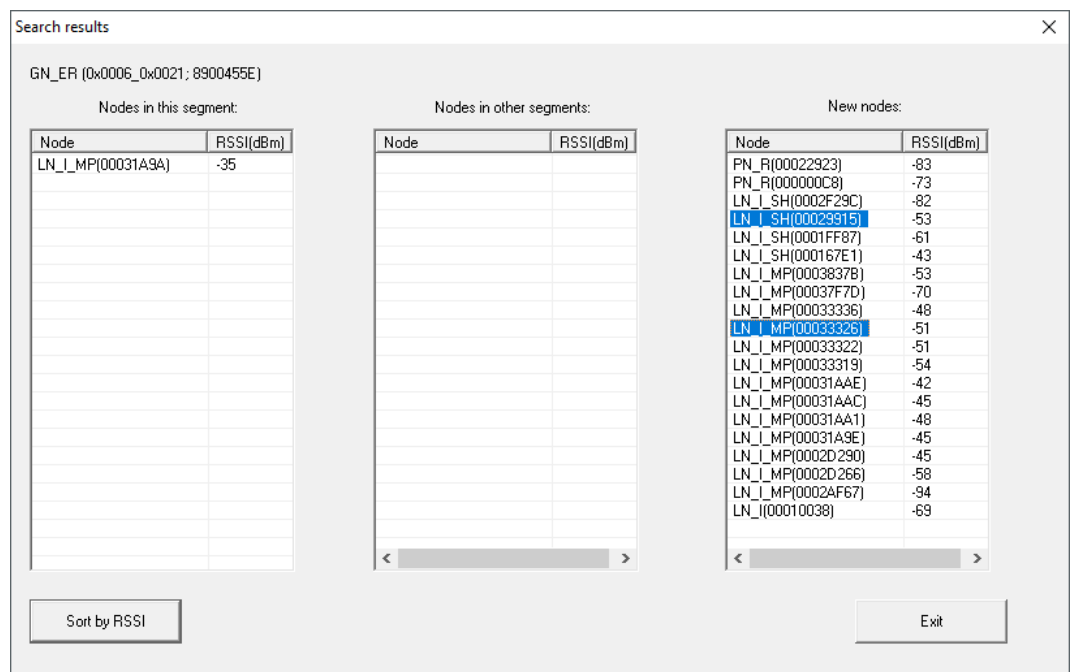 Search results
GN_ER (0x0006_0x0021; 8900455E)
Nodes in this segment:
Node RSSI(dBm)
LN_I_MP(00031A9A) -35
Nodes in other segments:
Node RSSI(dBm)
New nodes:
Node RSSI(dBm)
PN_R(00022923) -83
PN_R(000000C8) -73
LN_I_SH(0002F29C) -82
LN_I_SH(00029915) -53
LN_I_SH(0001FF87) -61
LN_I_SH(000167E1) -43
LN_I_MP(0003837B) -53
LN_I_MP(00037F7D) -70
LN_I_MP(00033336) -48
LN_I_MP(00033326) -51
LN_I_MP(00033322) -51
LN_I_MP(00033319) -54
LN_I_MP(00031AAE) -42
LN_I_MP(00031AAC) -45
LN_I_MP(00031AA1) -48
LN_I_MP(00031A9E) -45
LN_I_MP(0002D290) -45
LN_I_MP(0002D266) -58
LN_I_MP(0002AF67) -94
LN_I(00010038) -69
Sort by RSSI
Exit